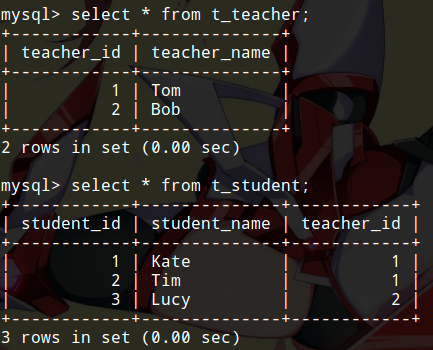 mysql> select * from t_teacher;
+------------+--------------+
| teacher_id | teacher_name |
+------------+--------------+
|          1 | Tom          |
|          2 | Bob          |
+------------+--------------+
2 rows in set (0.00 sec)

mysql> select * from t_student;
+------------+--------------+------------+
| student_id | student_name | teacher_id |
+------------+--------------+------------+
|          1 | Kate         |          1 |
|          2 | Tim          |          1 |
|          3 | Lucy         |          2 |
+------------+--------------+------------+
3 rows in set (0.00 sec)